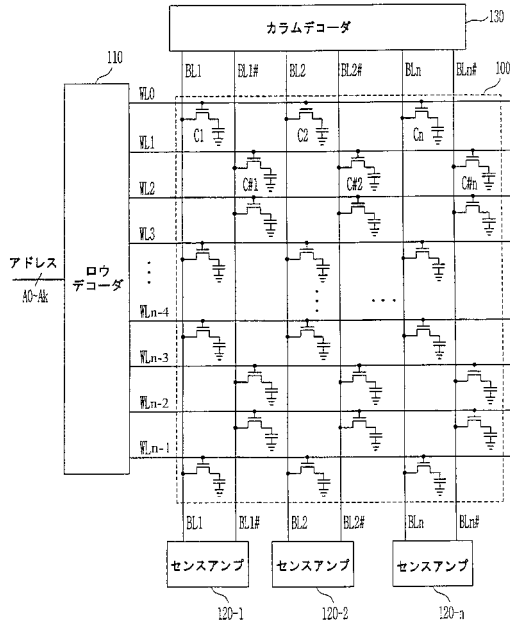 カラムデコーダ
130
110
BL1
BL1#
BL2
BL2#
BLn
BLn#
100
WL0
C1
C2
Cn
WL1
C#1
C#2
C#n
WL2
WL3
アドレス
A0~Ak
ロウ
デコーダ
WLn-4
WLn-3
WLn-2
WLn-1
BL1
BL1#
BL2
BL2#
BLn
BLn#
センスアンプ
センスアンプ
センスアンプ
120-1
120-2
120-n